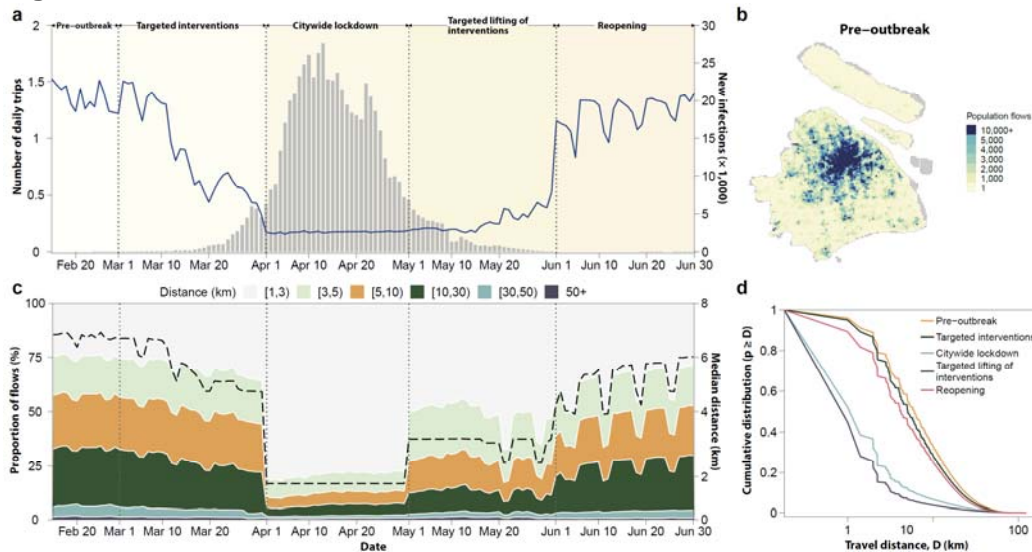 a
Pre−outbreak
Targeted interventions
Citywide lockdown
Targeted lifting of
interventions
Reopening
2
1.5
1
0.5
0
Number of daily trips
30
25
20
15
10
5
0
New infections (× 1,000)
Feb 20
Mar 1
Mar 10
Mar 20
Apr 1
Apr 10
Apr 20
May 1
May 10
May 20
Jun 1
Jun 10
Jun 20
Jun 30
b
Pre−outbreak
Population flows
10,000+
5,000
4,000
3,000
2,000
1,000
1
c
Distance (km)
[1,3)
[3,5)
[5,10)
[10,30)
[30,50)
50+
100
75
50
25
0
Proportion of flows (%)
8
6
4
2
0
Median distance (km)
Feb 20
Mar 1
Mar 10
Mar 20
Apr 1
Apr 10
Apr 20
May 1
May 10
May 20
Jun 1
Jun 10
Jun 20
Jun 30
Date
d
1
0.8
0.6
0.4
0.2
0
Cumulative distribution (p ≥ D)
Pre−outbreak
Targeted interventions
Citywide lockdown
Targeted lifting of
interventions
Reopening
1
10
100
Travel distance, D (km)